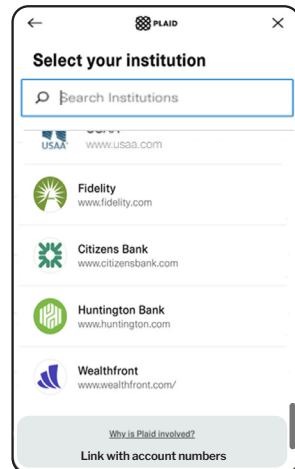 PLAID
Select your institution
Search Institutions
USAA
www.usaa.com
Fidelity
www.fidelity.com
Citizens Bank
www.citizensbank.com
Huntington Bank
www.huntington.com
Wealthfront
www.wealthfront.com/
Why is Plaid involved?
Link with account numbers